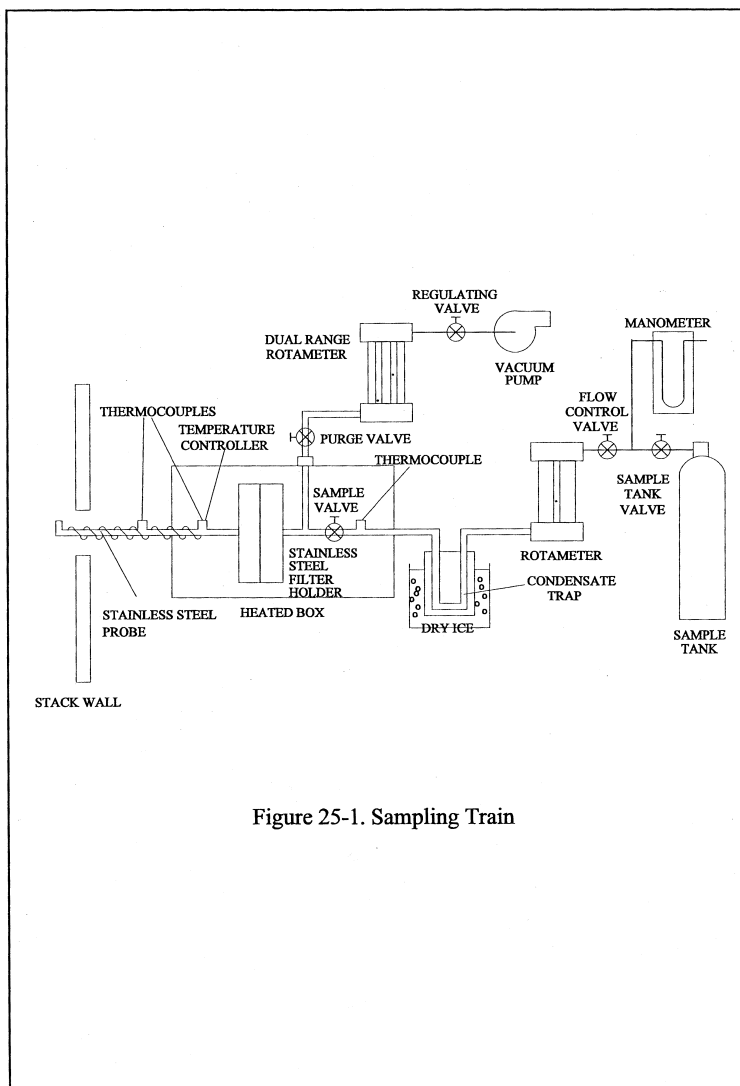 REGULATING
VALVE
DUAL RANGE
ROTAMETER
VACUUM
PUMP
MANOMETER
FLOW
CONTROL
VALVE
THERMOCOUPLES
TEMPERATURE
CONTROLLER
PURGE VALVE
THERMOCOUPLE
SAMPLE
VALVE
SAMPLE
TANK
VALVE
STAINLESS
STEEL
FILTER
HOLDER
ROTAMETER
CONDENSATE
TRAP
HEATED BOX
STAINLESS STEEL
PROBE
DRY ICE
SAMPLE
TANK
STACK WALL
Figure 25-1. Sampling Train